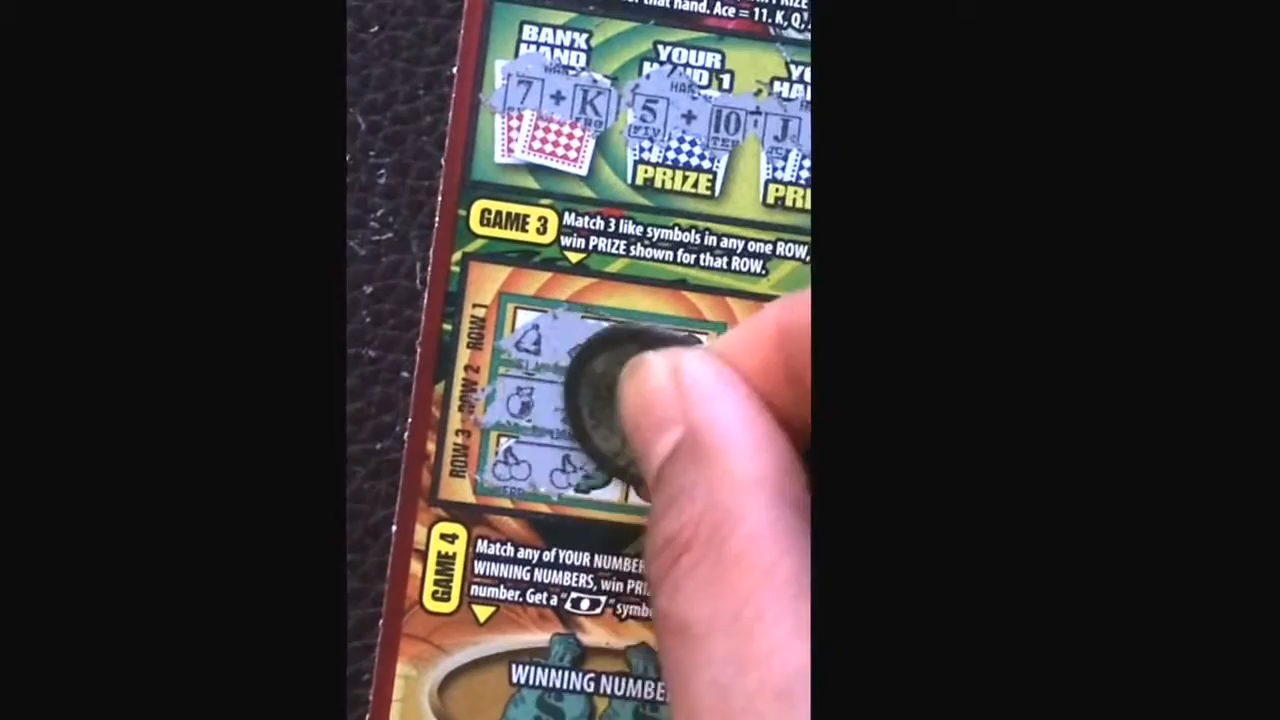 that hand. Ace = 11. K, Q,
BANK
HAND
7 + K
YOUR
HAND 1
5 + 10
J
PRIZE
GAME 3
Match 3 like symbols in any one ROW,
win PRIZE shown for that ROW.
ROW 1
ROW 2
ROW 3
GAME 4
Match any of YOUR NUMBE
WINNING NUMBERS, win PRI
number. Get a " " symb
WINNING NUMBE